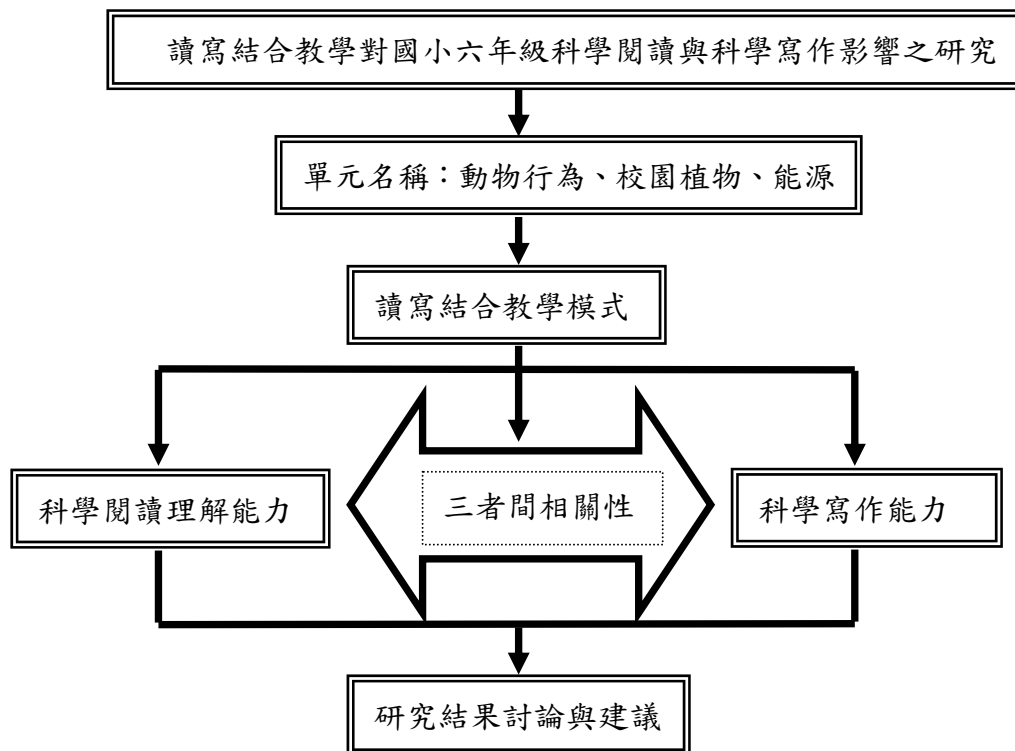 讀寫結合教學對國小六年級科學閱讀與科學寫作影響之研究
單元名稱：動物行為、校園植物、能源
讀寫結合教學模式
科學閱讀理解能力
三者間相關性
科學寫作能力
研究結果討論與建議